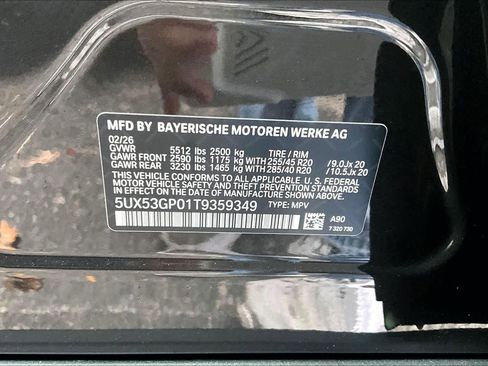 MFD BY BAYERISCHE MOTOREN WERKE AG
02/26
GVWR 5512 lbs 2500 kg TIRE / RIM
GAWR FRONT 2590 lbs 1175 kg WITH 255/45 R20 /9.0Jx 20
GAWR REAR 3230 lbs 1465 kg WITH 285/40 R20 /10.5Jx 20
THIS VEHICLE CONFORMS TO ALL APPLICABLE U.S. FEDERAL
MOTOR VEHICLE SAFETY AND THEFT PREVENTION STANDARDS
IN EFFECT ON THE DATE OF MANUFACTURE SHOWN ABOVE.
5UX53GP01T9359349 TYPE: MPV
A90
7 320 730